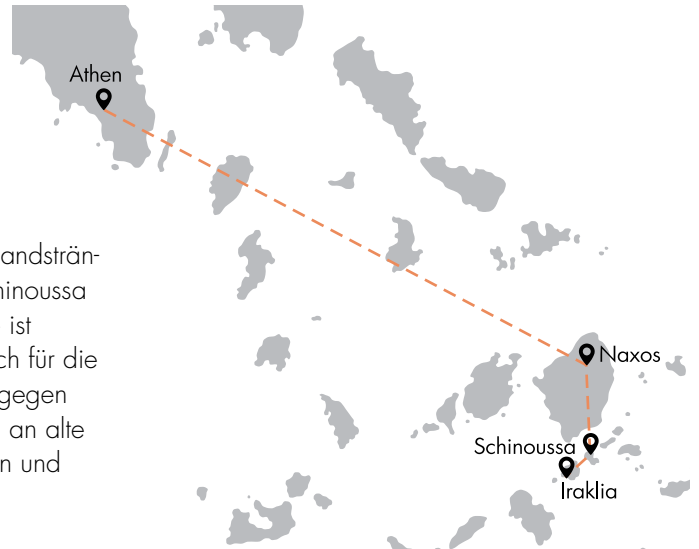 Athen
andsträn-
hinoussa
ist
ch für die
gegen
an alte
n und
Naxos
Schinoussa
Iraklia